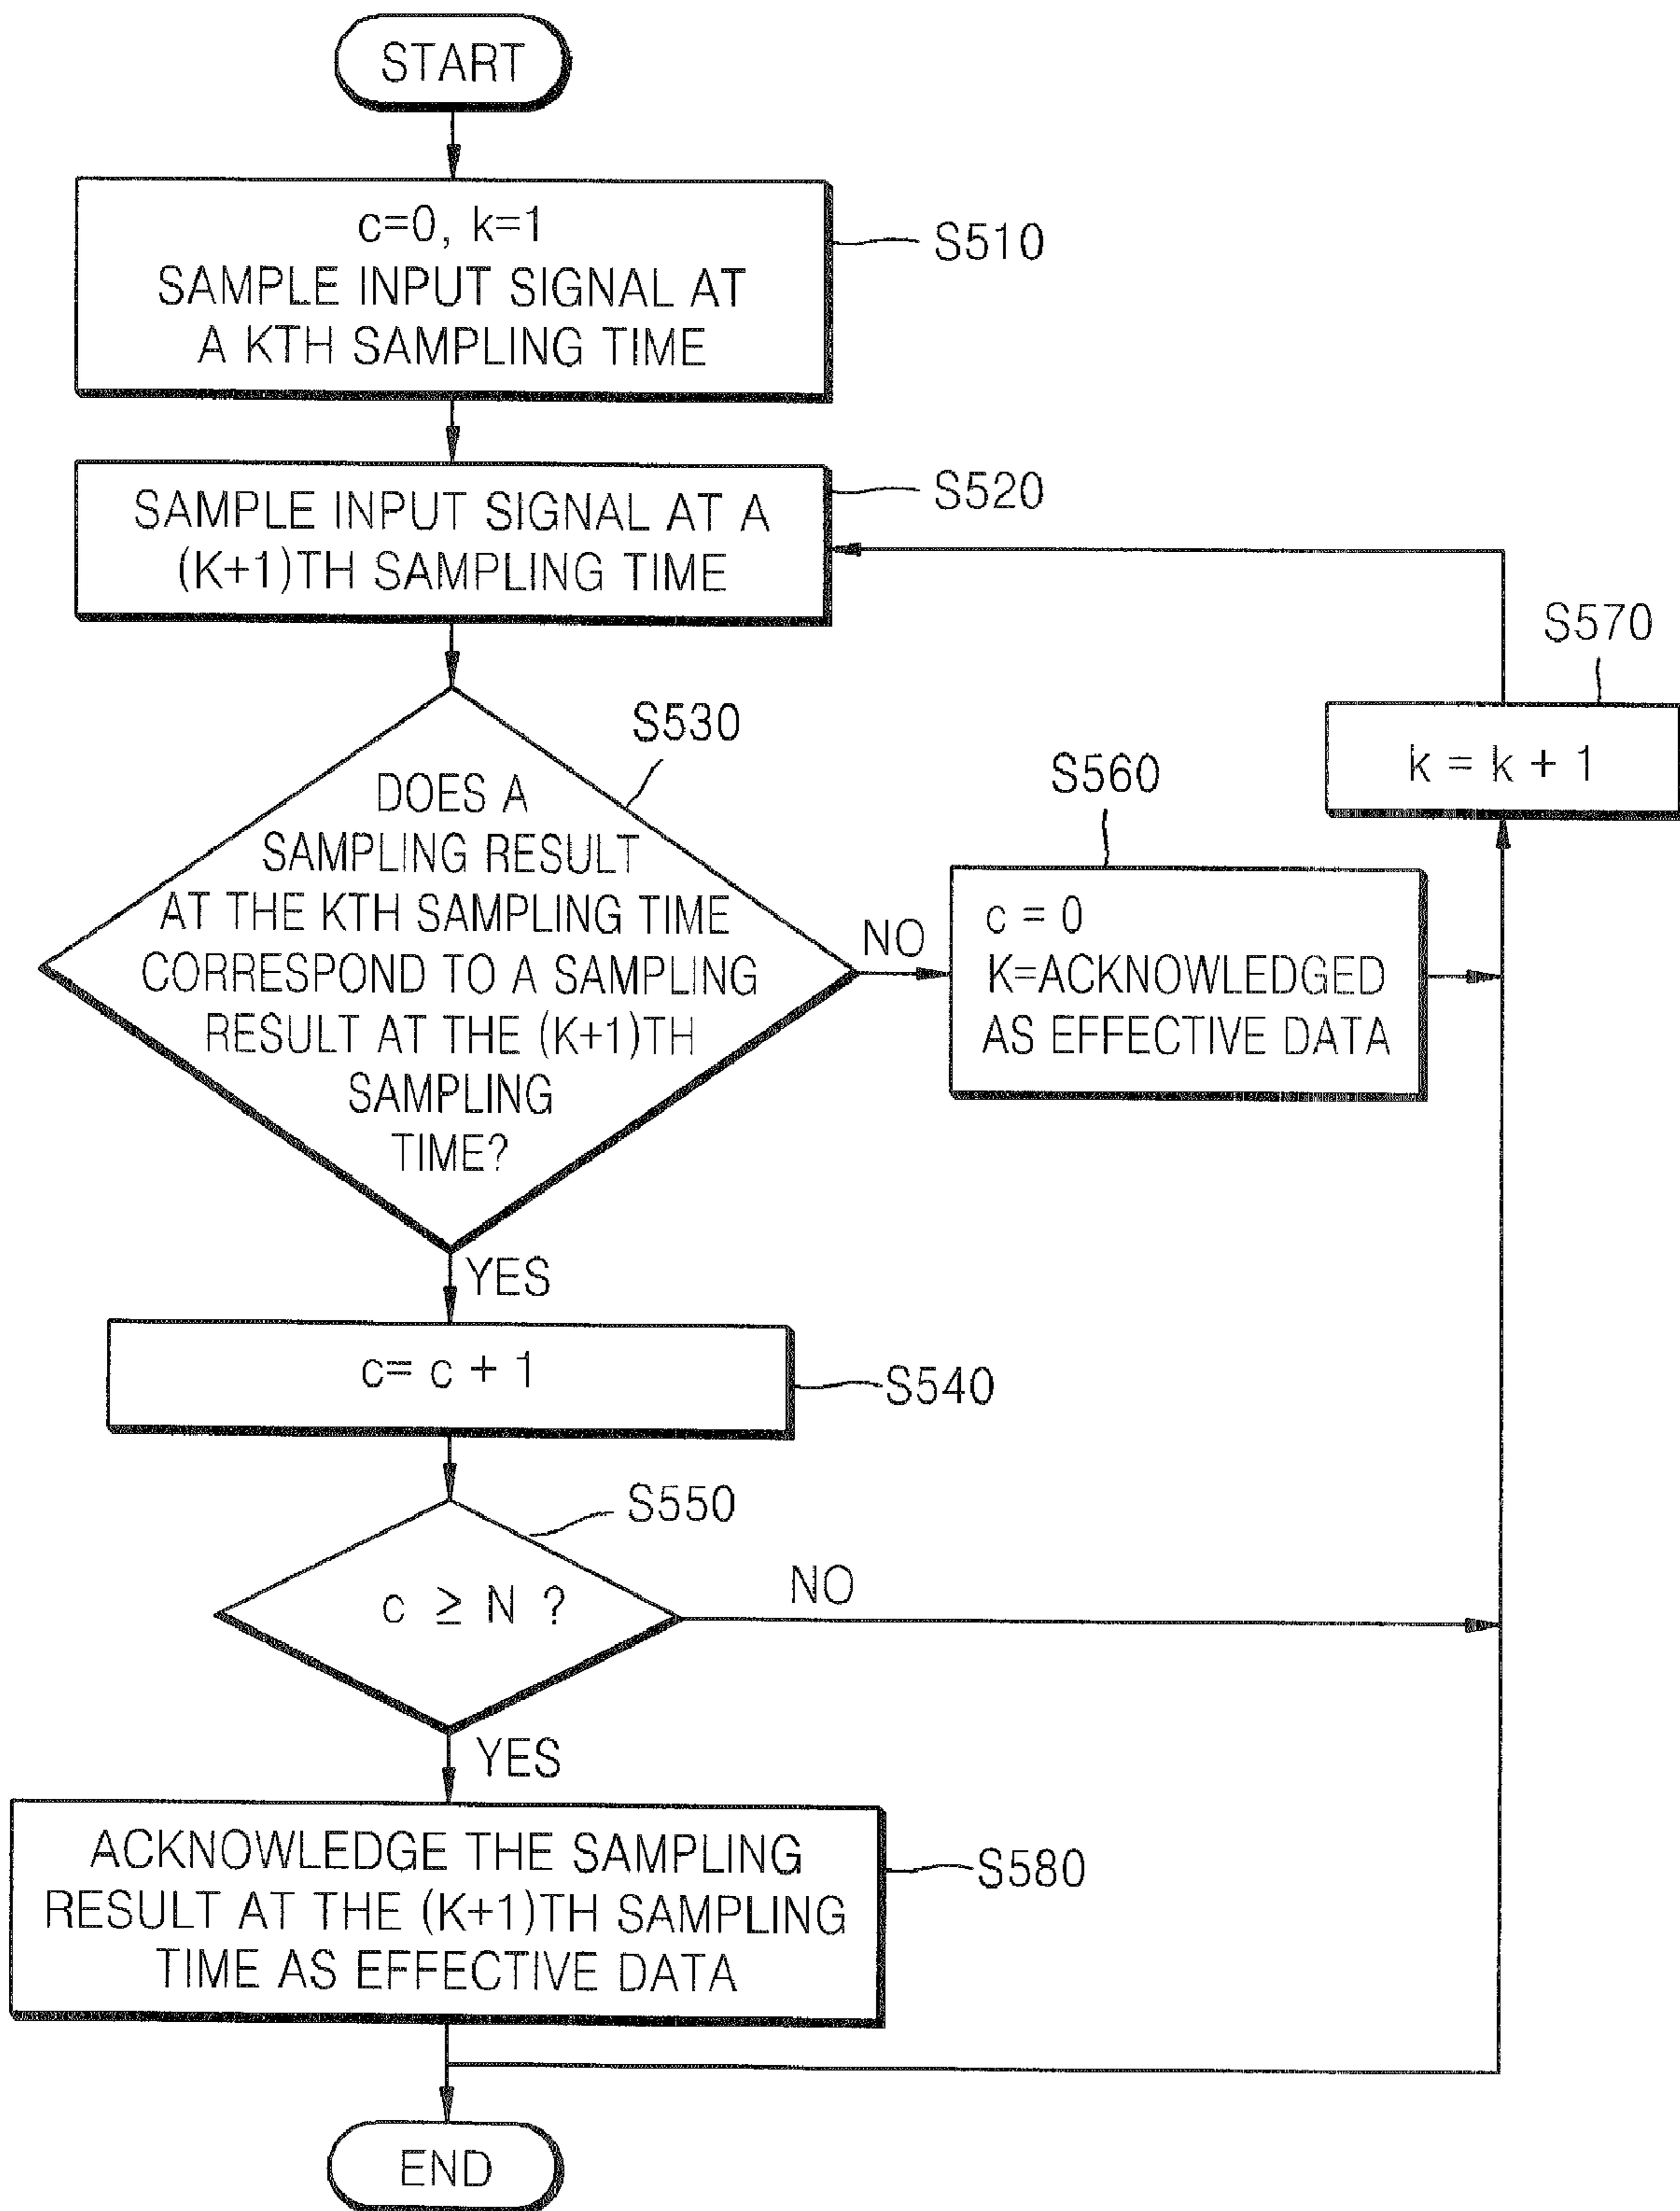 START
c=0, k=1
SAMPLE INPUT SIGNAL AT
A KTH SAMPLING TIME
S510
SAMPLE INPUT SIGNAL AT A
(K+1)TH SAMPLING TIME
S520
S570
k = k + 1
S530
DOES A
SAMPLING RESULT
AT THE KTH SAMPLING TIME
CORRESPOND TO A SAMPLING
RESULT AT THE (K+1)TH
SAMPLING
TIME?
NO
S560
c = 0
K=ACKNOWLEDGED
AS EFFECTIVE DATA
YES
c= c + 1
S540
S550
c ≥ N ?
NO
YES
ACKNOWLEDGE THE SAMPLING
RESULT AT THE (K+1)TH SAMPLING
TIME AS EFFECTIVE DATA
S580
END